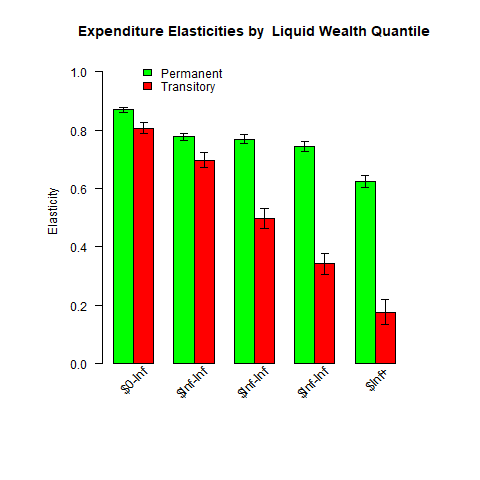 Expenditure Elasticities by  Liquid Wealth Quantile
Permanent
Transitory
1.0
0.8
0.6
0.4
0.2
0.0
Elasticity
$0-Inf
$Inf-Inf
$Inf-Inf
$Inf-Inf
$Inf+